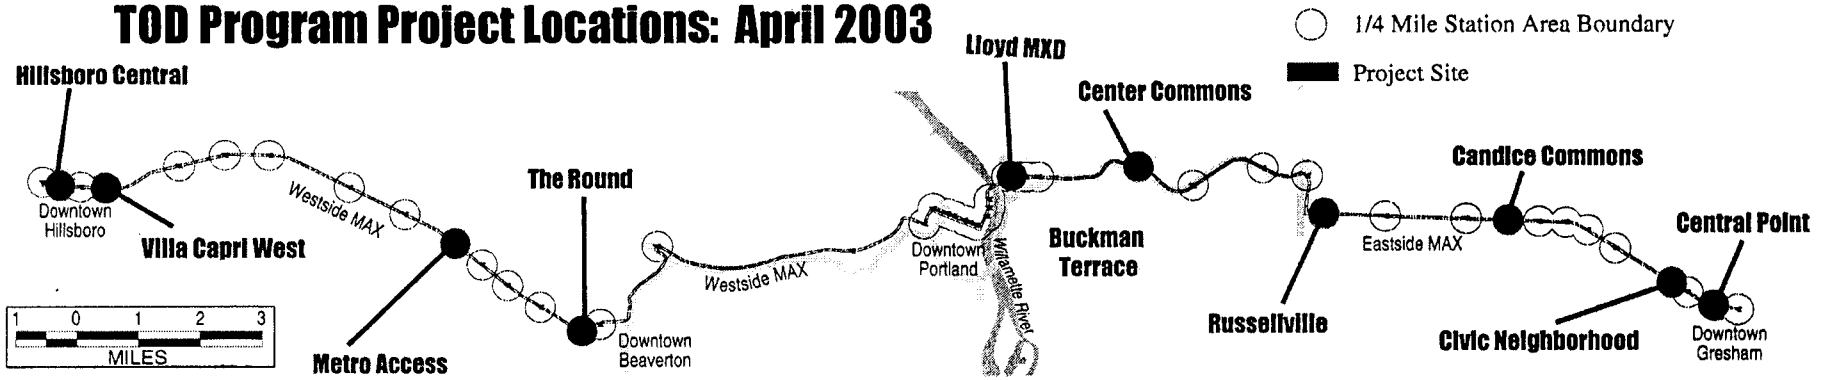 TOD Program Project Locations: April 2003
1/4 Mile Station Area Boundary
Project Site
Hillsboro Central
Lloyd MXD
Center Commons
Candice Commons
The Round
Central Point
Westside MAX
Downtown
Hillsboro
Villa Capri West
Downtown
Portland
Willamette River
Buckman
Terrace
Eastside MAX
Westside MAX
Russellville
Civic Neighborhood
Downtown
Gresham
Metro Access
Downtown
Beaverton
1 0 1 2 3
MILES